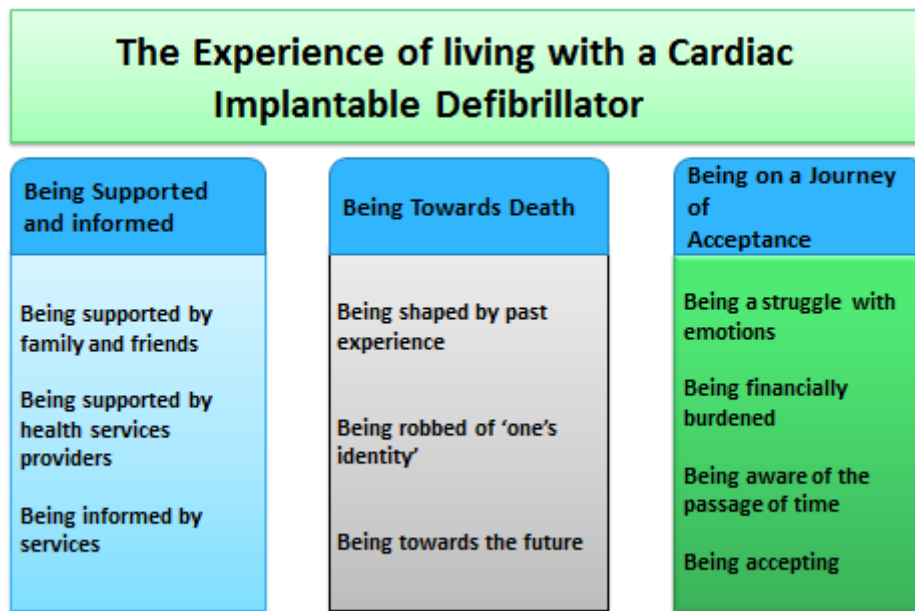 The Experience of living with a Cardiac
Implantable Defibrillator
Being Supported
and informed
Being supported by
family and friends
Being supported by
health services
providers
Being informed by
services
Being Towards Death
Being shaped by past
experience
Being robbed of ‘one’s
identity’
Being towards the future
Being on a Journey
of
Acceptance
Being a struggle with
emotions
Being financially
burdened
Being aware of the
passage of time
Being accepting